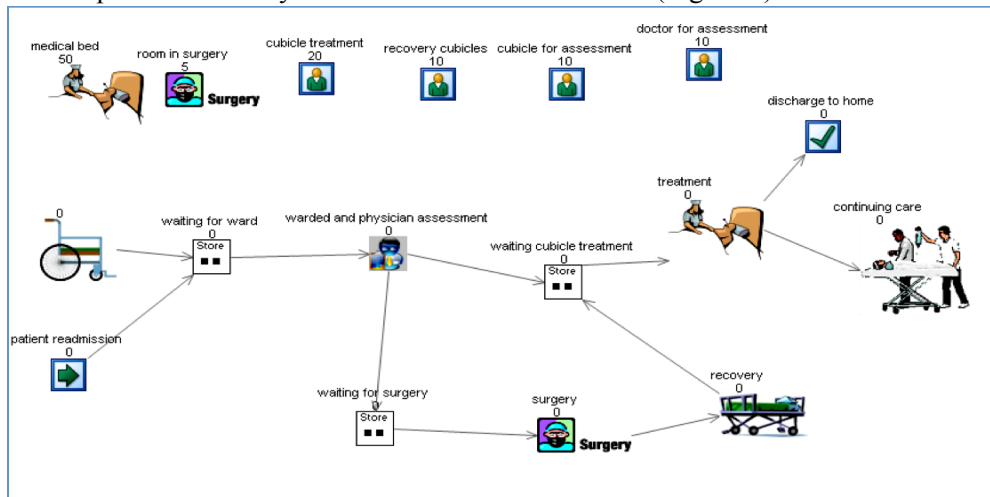 medical bed
50
room in surgery
5
Surgery
cubicle treatment
20
recovery cubicles
10
cubicle for assessment
10
doctor for assessment
10
discharge to home
0
treatment
0
continuing care
0
0
waiting for ward
0
Store
warded and physician assessment
0
waiting cubicle treatment
0
Store
patient readmission
0
waiting for surgery
0
Store
surgery
0
Surgery
recovery
0